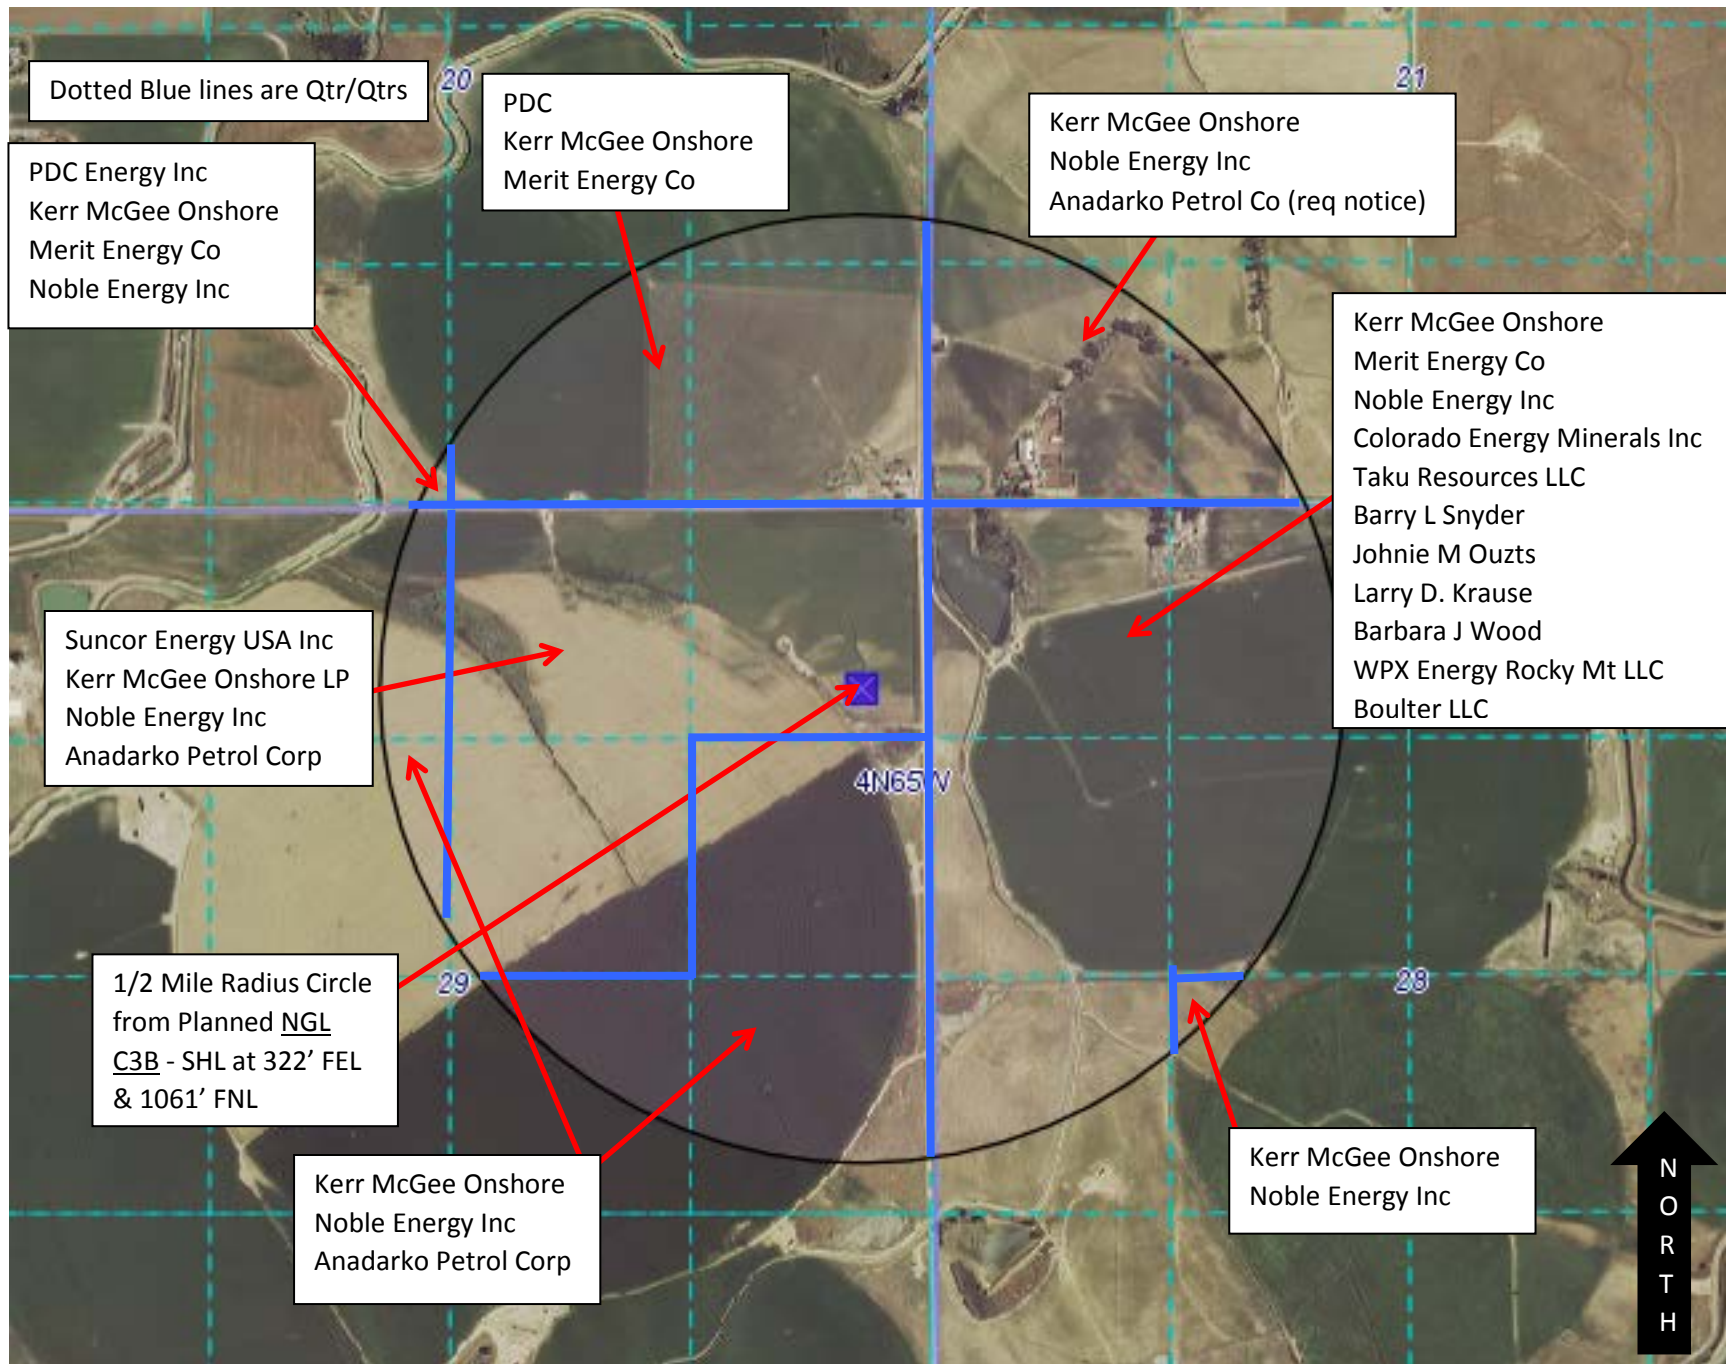 Dotted Blue lines are Qtr/Qtrs
20
21
PDC
Kerr McGee Onshore
Merit Energy Co
Kerr McGee Onshore
Noble Energy Inc
Anadarko Petrol Co (req notice)
PDC Energy Inc
Kerr McGee Onshore
Merit Energy Co
Noble Energy Inc
Kerr McGee Onshore
Merit Energy Co
Noble Energy Inc
Colorado Energy Minerals Inc
Taku Resources LLC
Barry L Snyder
Johnie M Ouzts
Larry D. Krause
Barbara J Wood
WPX Energy Rocky Mt LLC
Boulter LLC
Suncor Energy USA Inc
Kerr McGee Onshore LP
Noble Energy Inc
Anadarko Petrol Corp
4N65W
29
28
1/2 Mile Radius Circle
from Planned NGL
C3B - SHL at 322’ FEL
& 1061’ FNL
Kerr McGee Onshore
Noble Energy Inc
Anadarko Petrol Corp
Kerr McGee Onshore
Noble Energy Inc
N
O
R
T
H